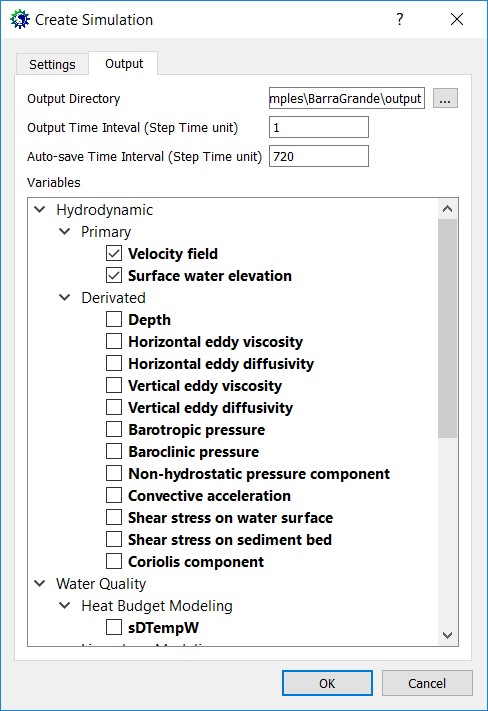 Create Simulation
?
Settings
Output
Output Directory
mples\BarraGrande\output
...
Output Time Inteval (Step Time unit)
1
Auto-save Time Interval (Step Time unit)
720
Variables
Hydrodynamic
Primary
Velocity field
Surface water elevation
Derivated
Depth
Horizontal eddy viscosity
Horizontal eddy diffusivity
Vertical eddy viscosity
Vertical eddy diffusivity
Barotropic pressure
Baroclinic pressure
Non-hydrostatic pressure component
Convective acceleration
Shear stress on water surface
Shear stress on sediment bed
Coriolis component
Water Quality
Heat Budget Modeling
sDTempW
OK
Cancel